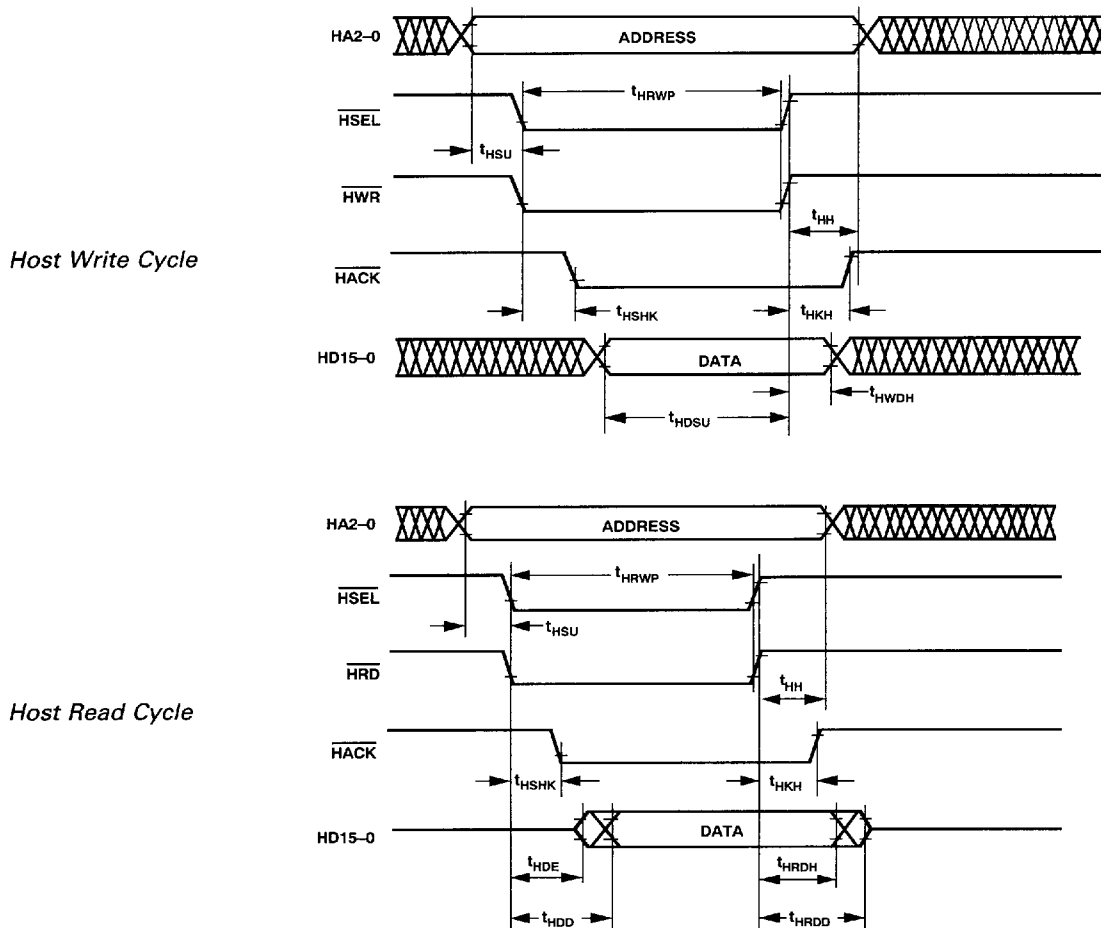 HA2–0
ADDRESS
HSEL
tHRWP
tHSU
HWR
tHH
Host Write Cycle
HACK
tHSHK
tHKH
HD15–0
DATA
tHWDH
tHDSU
HA2–0
ADDRESS
HSEL
tHRWP
tHSU
HRD
tHH
Host Read Cycle
HACK
tHSHK
tHKH
HD15–0
DATA
tHDE
tHRDH
tHDD
tHRDD